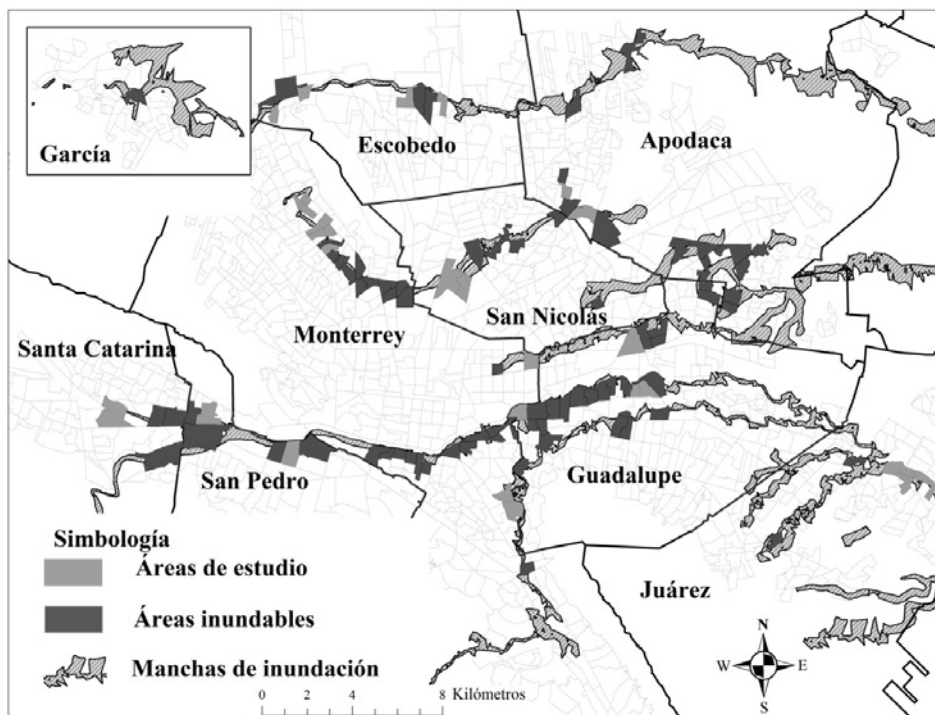 García
Escobedo
Apodaca
Monterrey
San Nicolás
Santa Catarina
San Pedro
Guadalupe
Juárez
Simbología
Áreas de estudio
Áreas inundables
Manchas de inundación
0 2 4 8 Kilómetros
N
W E
S